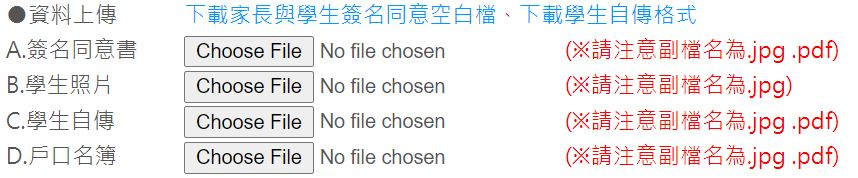 ●資料上傳 下載家長與學生簽名同意空白檔、下載學生自傳格式
A.簽名同意書 Choose File No file chosen (※請注意副檔名為.jpg .pdf)
B.學生照片 Choose File No file chosen (※請注意副檔名為.jpg)
C.學生自傳 Choose File No file chosen (※請注意副檔名為.jpg .pdf)
D.戶口名簿 Choose File No file chosen (※請注意副檔名為.jpg .pdf)